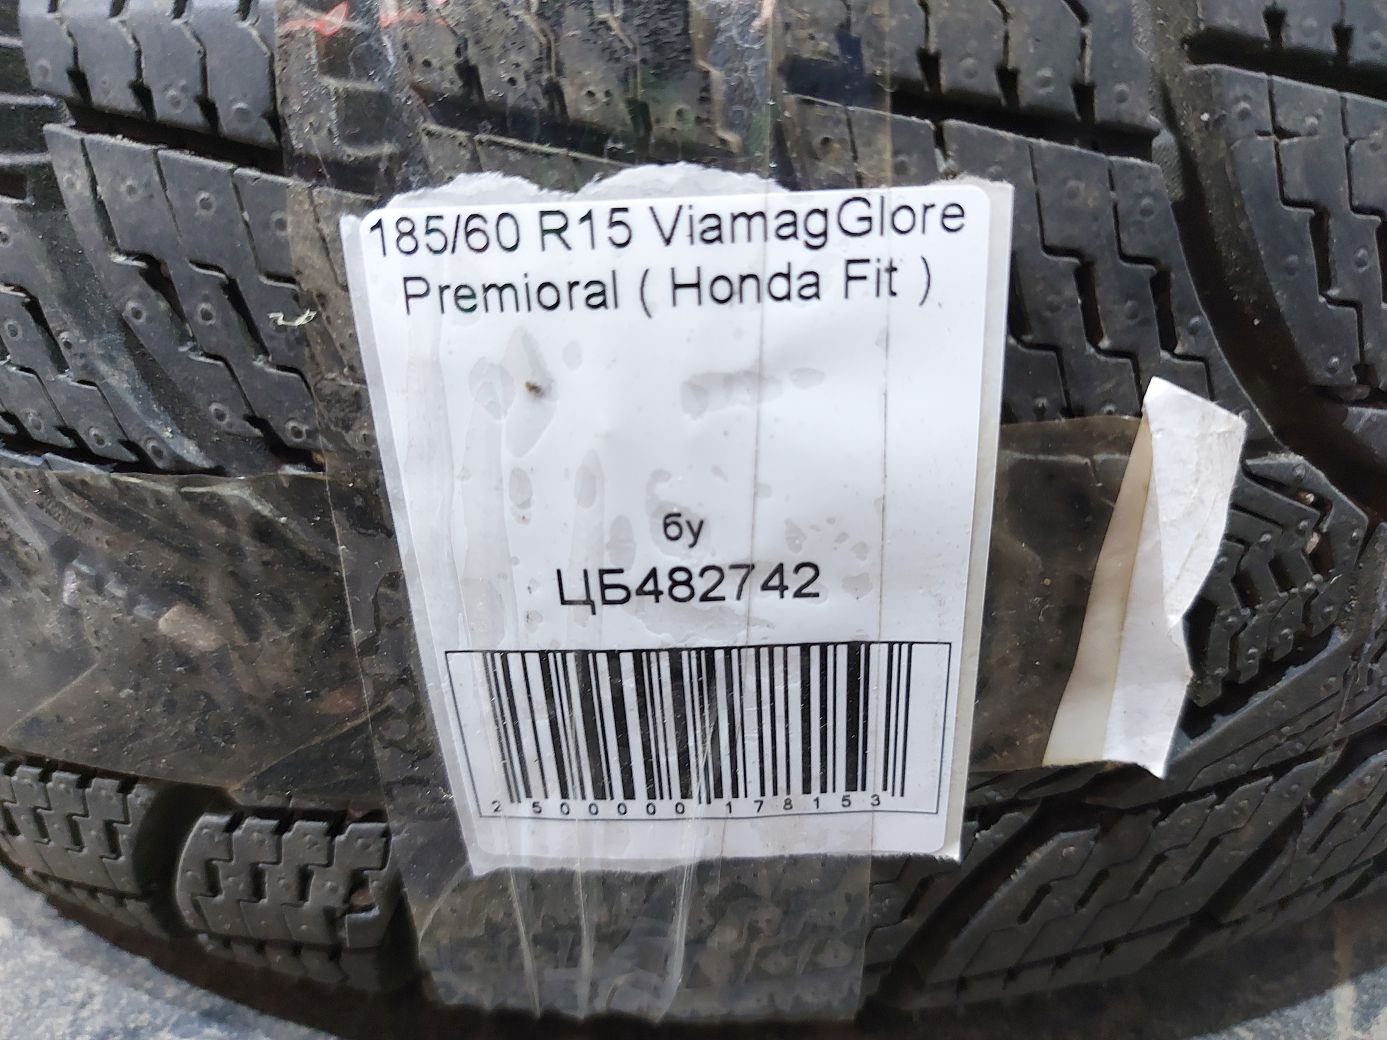 185/60 R15 ViamagGlore
Premioral ( Honda Fit )
бу
ЦБ482742
2500000178153